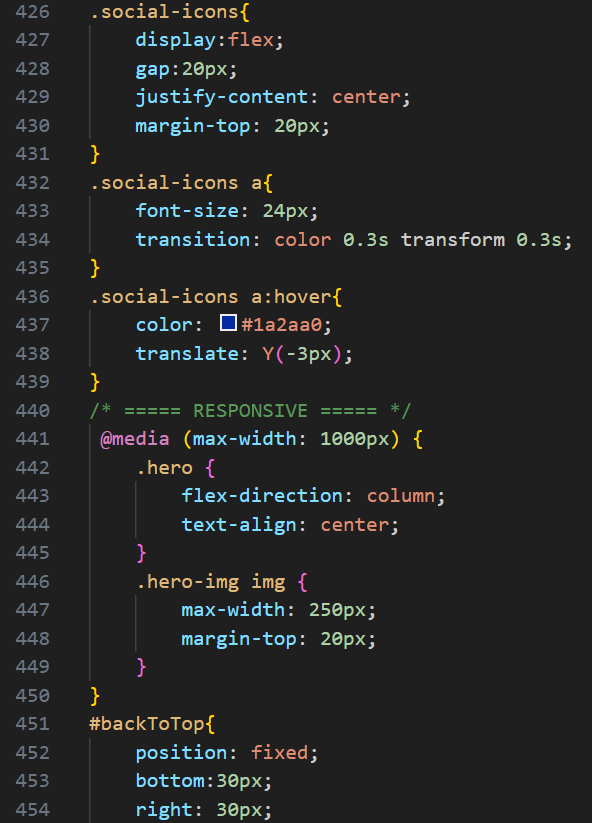 426 .social-icons{
427 display:flex;
428 gap:20px;
429 justify-content: center;
430 margin-top: 20px;
431 }
432 .social-icons a{
433 font-size: 24px;
434 transition: color 0.3s transform 0.3s;
435 }
436 .social-icons a:hover{
437 color: #1a2aa0;
438 translate: Y(-3px);
439 }
440 /* ===== RESPONSIVE ===== */
441 @media (max-width: 1000px) {
442 .hero {
443 flex-direction: column;
444 text-align: center;
445 }
446 .hero-img img {
447 max-width: 250px;
448 margin-top: 20px;
449 }
450 }
451 #backToTop{
452 position: fixed;
453 bottom:30px;
454 right: 30px;